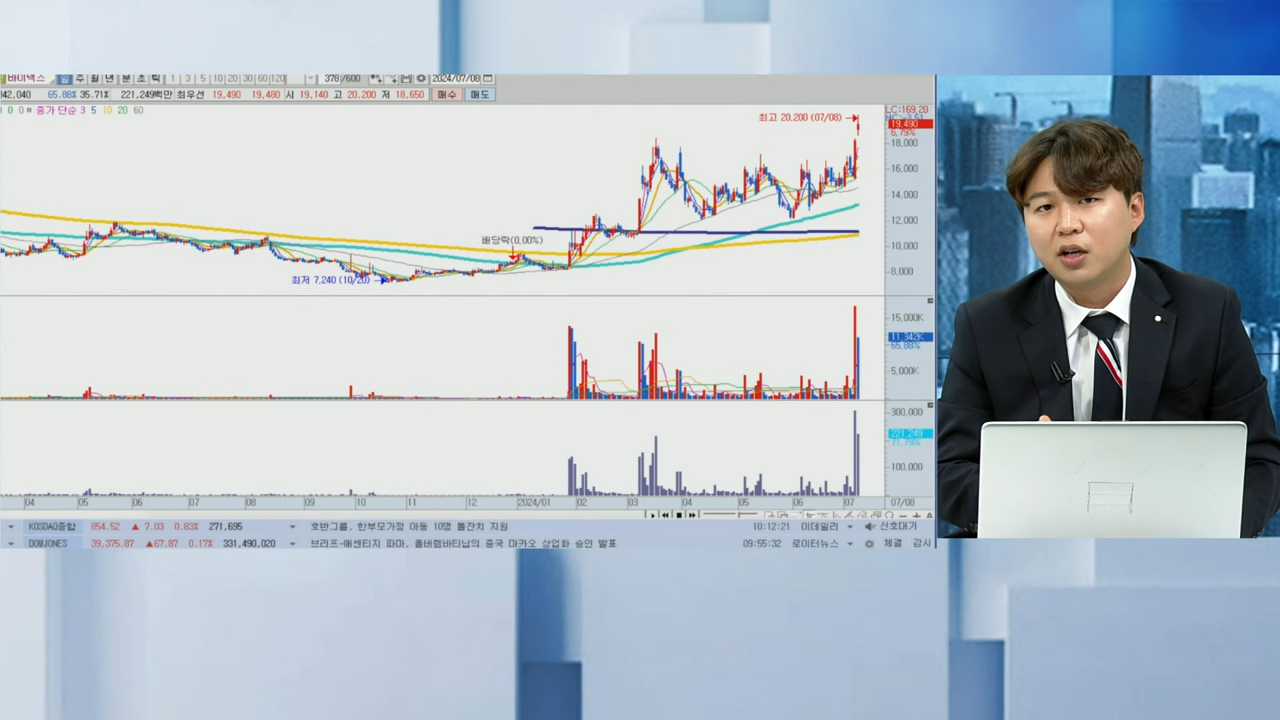 바이넥스 일 주 월 년 분 초 틱 1 3 5 10 20 30 60 120 378/600 2024/07/08
942,040 65.88% 35.71% 221,249백만 최우선 19,490 19,480 시 19,140 고 20,200 저 18,650 매수 매도
종가 단순 3 5 10 20 60
LC:169.20
최고 20,200 (07/08)
19,490
6.79%
18,000
16,000
14,000
12,000
배당락(0.00%)
10,000
최저 7,240 (10/20)
8,000
15,000K
11,342K
65.88%
5,000K
300,000
221,249
71.79%
100,000
04 05 06 07 08 09 10 11 12 2024/01 02 03 04 05 06 07 07/08
KOSDAQ종합 854.52 ▲ 7.03 0.83% 271,695 호반그룹, 한부모가정 아동 10명 돌잔치 지원 10:12:21 이데일리 신호대기
DOWJONES 39,375.87 ▲67.87 0.17% 331,490,020 브리프-애센티지 파마, 올버렘바티닙의 중국 마카오 상업화 승인 발표 09:55:32 로이터뉴스 체결 감시